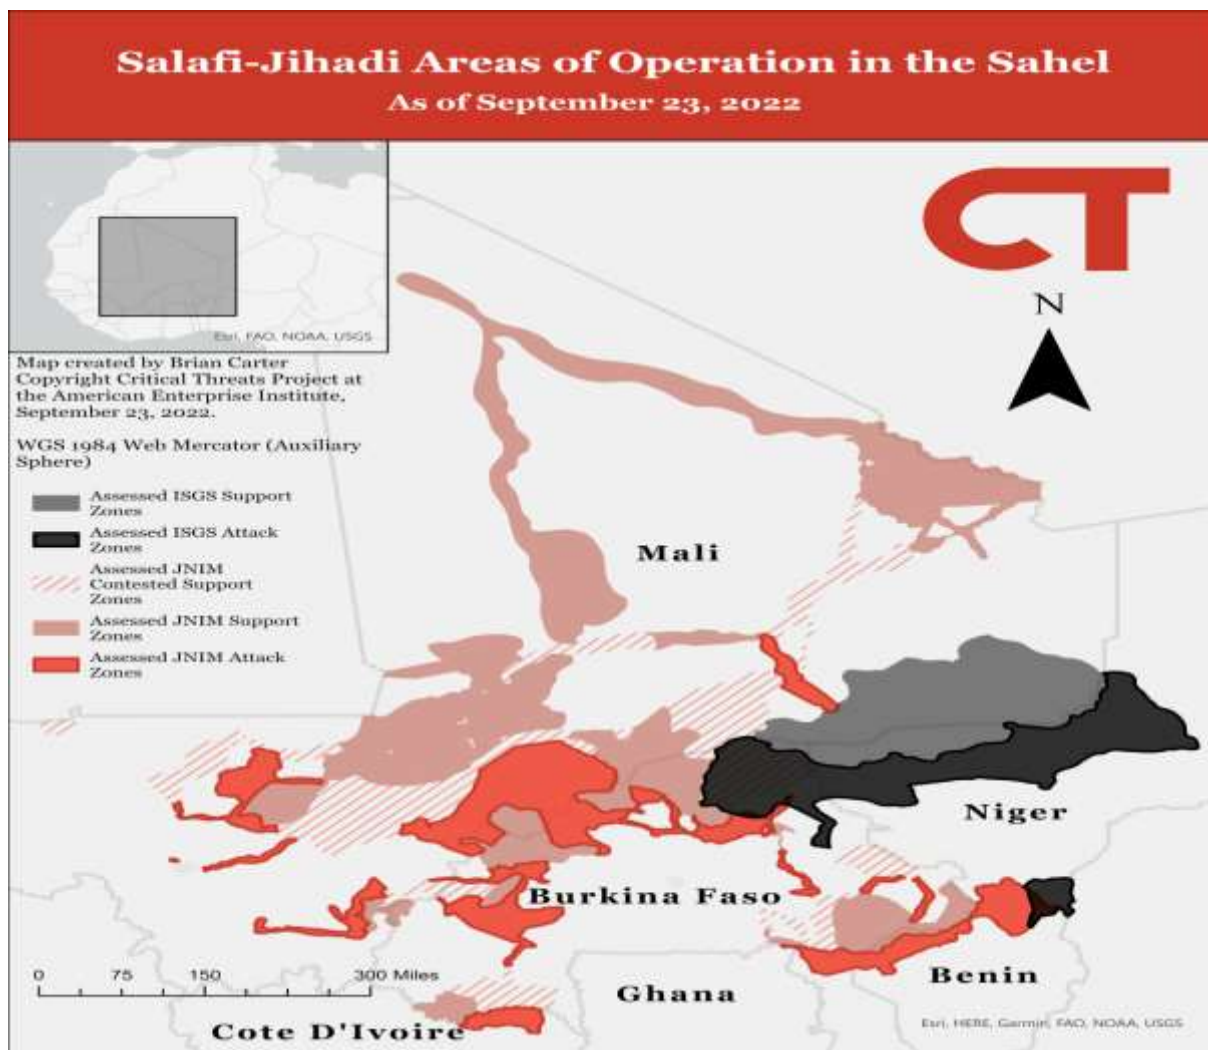 Salafi-Jihadi Areas of Operation in the Sahel
As of September 23, 2022
CT
N
Esri, FAO, NOAA, USGS
Map created by Brian Carter
Copyright Critical Threats Project at
the American Enterprise Institute,
September 23, 2022.
WGS 1984 Web Mercator (Auxiliary
Sphere)
Assessed ISGS Support
Zones
Assessed ISGS Attack
Zones
Assessed JNIM
Contested Support
Zones
Assessed JNIM Support
Zones
Assessed JNIM Attack
Zones
Mali
Niger
Burkina Faso
Benin
Ghana
Cote D'Ivoire
0 75 150 300 Miles
Esri, HERE, Garmin, FAO, NOAA, USGS